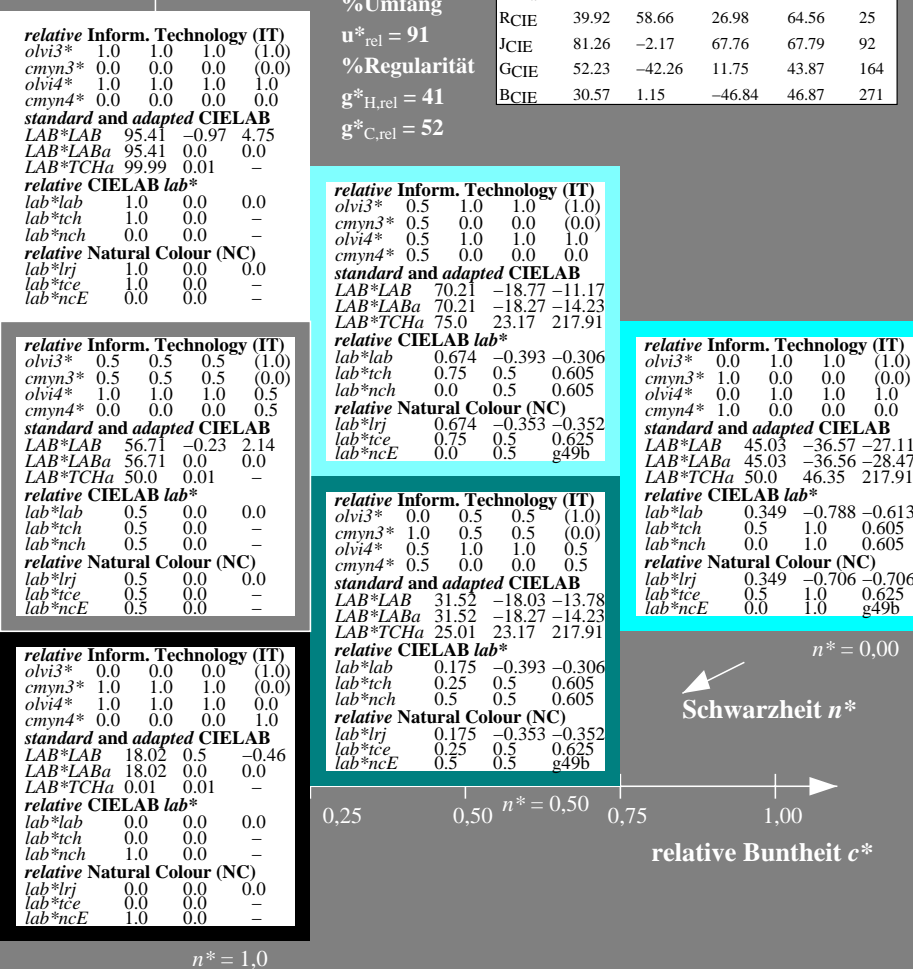 %Umfang
u*rel = 91
%Regularität
g*H,rel = 41
g*C,rel = 52
RCIE 39.92 58.66 26.98 64.56 25
JCIE 81.26 −2.17 67.76 67.79 92
GCIE 52.23 −42.26 11.75 43.87 164
BCIE 30.57 1.15 −46.84 46.87 271
relative Inform. Technology (IT)
olvi3* 1.0 1.0 1.0 (1.0)
cmyn3* 0.0 0.0 0.0 (0.0)
olvi4* 1.0 1.0 1.0 1.0
cmyn4* 0.0 0.0 0.0 0.0
standard and adapted CIELAB
LAB*LAB 95.41 −0.97 4.75
LAB*LABa 95.41 0.0 0.0
LAB*TCHa 99.99 0.01 –
relative CIELAB lab*
lab*lab 1.0 0.0 0.0
lab*tch 1.0 0.0 –
lab*nch 0.0 0.0 –
relative Natural Colour (NC)
lab*lrj 1.0 0.0 0.0
lab*tce 1.0 0.0 –
lab*ncE 0.0 0.0 –
relative Inform. Technology (IT)
olvi3* 0.5 1.0 1.0 (1.0)
cmyn3* 0.5 0.0 0.0 (0.0)
olvi4* 0.5 1.0 1.0 1.0
cmyn4* 0.5 0.0 0.0 0.0
standard and adapted CIELAB
LAB*LAB 70.21 −18.77 −11.17
LAB*LABa 70.21 −18.27 −14.23
LAB*TCHa 75.0 23.17 217.91
relative CIELAB lab*
lab*lab 0.674 −0.393 −0.306
lab*tch 0.75 0.5 0.605
lab*nch 0.0 0.5 0.605
relative Natural Colour (NC)
lab*lrj 0.674 −0.353 −0.352
lab*tce 0.75 0.5 0.625
lab*ncE 0.0 0.5 g49b
relative Inform. Technology (IT)
olvi3* 0.5 0.5 0.5 (1.0)
cmyn3* 0.5 0.5 0.5 (0.0)
olvi4* 1.0 1.0 1.0 0.5
cmyn4* 0.0 0.0 0.0 0.5
standard and adapted CIELAB
LAB*LAB 56.71 −0.23 2.14
LAB*LABa 56.71 0.0 0.0
LAB*TCHa 50.0 0.01 –
relative CIELAB lab*
lab*lab 0.5 0.0 0.0
lab*tch 0.5 0.0 –
lab*nch 0.5 0.0 –
relative Natural Colour (NC)
lab*lrj 0.5 0.0 0.0
lab*tce 0.5 0.0 –
lab*ncE 0.5 0.0 –
relative Inform. Technology (IT)
olvi3* 0.0 1.0 1.0 (1.0)
cmyn3* 1.0 0.0 0.0 (0.0)
olvi4* 0.0 1.0 1.0 1.0
cmyn4* 1.0 0.0 0.0 0.0
standard and adapted CIELAB
LAB*LAB 45.03 −36.57 −27.11
LAB*LABa 45.03 −36.56 −28.47
LAB*TCHa 50.0 46.35 217.91
relative CIELAB lab*
lab*lab 0.349 −0.788 −0.613
lab*tch 0.5 1.0 0.605
lab*nch 0.0 1.0 0.605
relative Natural Colour (NC)
lab*lrj 0.349 −0.706 −0.706
lab*tce 0.5 1.0 0.625
lab*ncE 0.0 1.0 g49b
relative Inform. Technology (IT)
olvi3* 0.0 0.5 0.5 (1.0)
cmyn3* 1.0 0.5 0.5 (0.0)
olvi4* 0.5 1.0 1.0 0.5
cmyn4* 0.5 0.0 0.0 0.5
standard and adapted CIELAB
LAB*LAB 31.52 −18.03 −13.78
LAB*LABa 31.52 −18.27 −14.23
LAB*TCHa 25.01 23.17 217.91
relative CIELAB lab*
lab*lab 0.175 −0.393 −0.306
lab*tch 0.25 0.5 0.605
lab*nch 0.5 0.5 0.605
relative Natural Colour (NC)
lab*lrj 0.175 −0.353 −0.352
lab*tce 0.25 0.5 0.625
lab*ncE 0.5 0.5 g49b
relative Inform. Technology (IT)
olvi3* 0.0 0.0 0.0 (1.0)
cmyn3* 1.0 1.0 1.0 (0.0)
olvi4* 1.0 1.0 1.0 0.0
cmyn4* 0.0 0.0 0.0 1.0
standard and adapted CIELAB
LAB*LAB 18.02 0.5 −0.46
LAB*LABa 18.02 0.0 0.0
LAB*TCHa 0.01 0.01 –
relative CIELAB lab*
lab*lab 0.0 0.0 0.0
lab*tch 0.0 0.0 –
lab*nch 1.0 0.0 –
relative Natural Colour (NC)
lab*lrj 0.0 0.0 0.0
lab*tce 0.0 0.0 –
lab*ncE 1.0 0.0 –
n* = 0,00
Schwarzheit n*
0,25 0,50 n* = 0,50 0,75 1,00
relative Buntheit c*
n* = 1,0